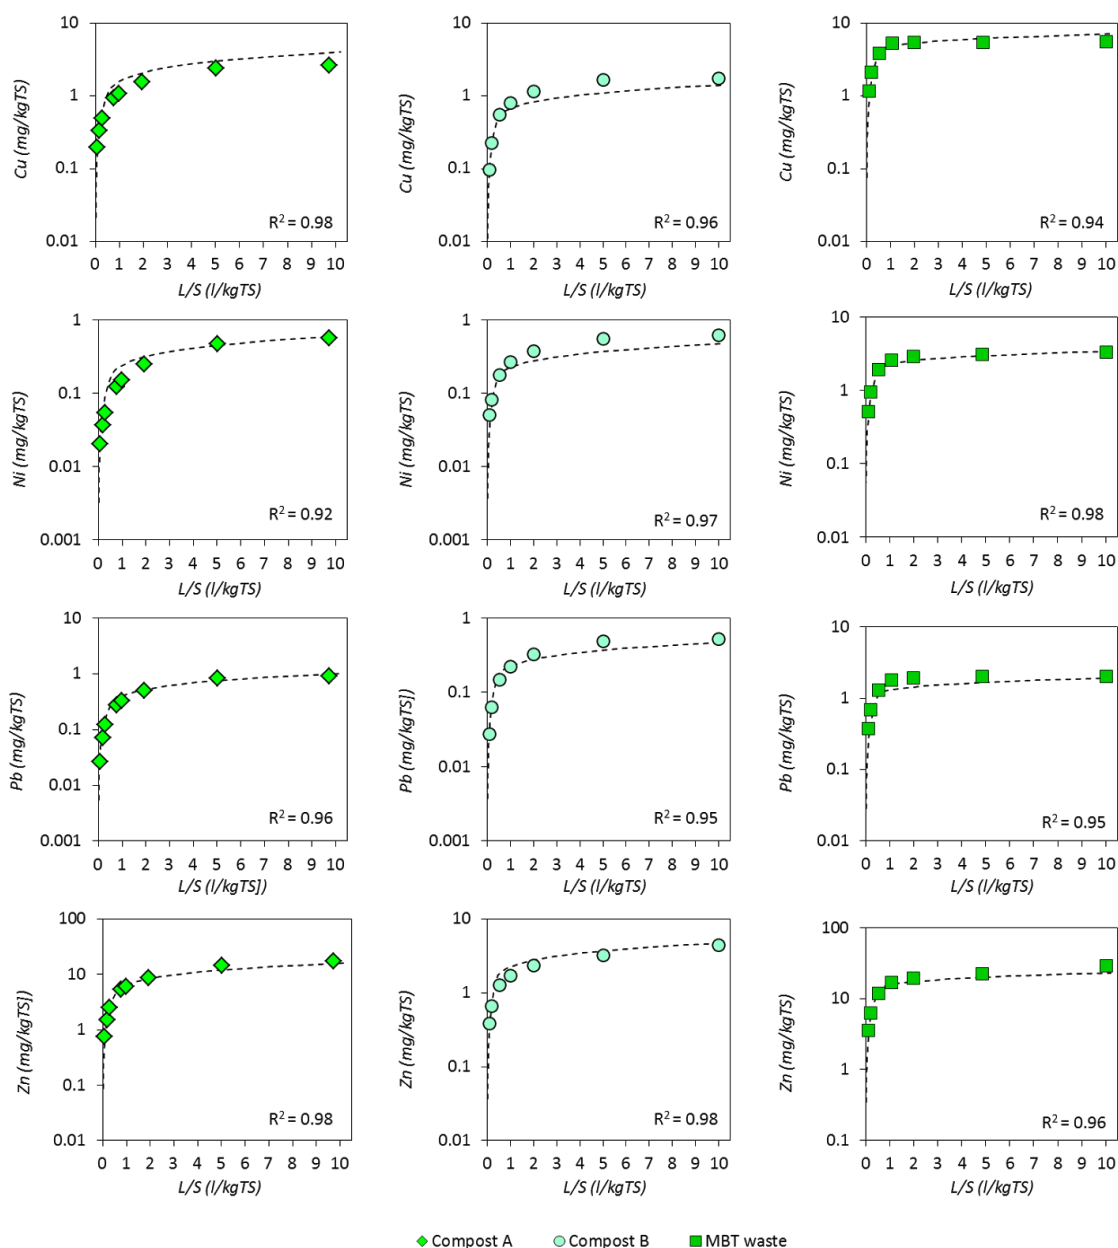 10 1 0.1 0.01
Cu (mg/kgTS)
R² = 0.98
0 1 2 3 4 5 6 7 8 9 10
L/S (l/kgTS)
10 1 0.1 0.01
Cu (mg/kgTS)
R² = 0.96
0 1 2 3 4 5 6 7 8 9 10
L/S (l/kgTS)
10 1 0.1 0.01
Cu (mg/kgTS)
R² = 0.94
0 1 2 3 4 5 6 7 8 9 10
L/S (l/kgTS)
1 0.1 0.01 0.001
Ni (mg/kgTS)
R² = 0.92
0 1 2 3 4 5 6 7 8 9 10
L/S (l/kgTS)
1 0.1 0.01 0.001
Ni (mg/kgTS)
R² = 0.97
0 1 2 3 4 5 6 7 8 9 10
L/S (l/kgTS)
10 1 0.1 0.01
Ni (mg/kgTS)
R² = 0.98
0 1 2 3 4 5 6 7 8 9 10
L/S (l/kgTS)
10 1 0.1 0.01 0.001
Pb (mg/kgTS)
R² = 0.96
0 1 2 3 4 5 6 7 8 9 10
L/S (l/kgTS])
1 0.1 0.01 0.001
Pb (mg/kgTS])
R² = 0.95
0 1 2 3 4 5 6 7 8 9 10
L/S (l/kgTS)
10 1 0.1 0.01
Pb (mg/kgTS)
R² = 0.95
0 1 2 3 4 5 6 7 8 9 10
L/S (l/kgTS)
100 10 1 0.1 0.01
Zn (mg/kgTS])
R² = 0.98
0 1 2 3 4 5 6 7 8 9 10
L/S (l/kgTS)
10 1 0.1 0.01
Zn (mg/kgTS)
R² = 0.98
0 1 2 3 4 5 6 7 8 9 10
L/S (l/kgTS)
100 10 1 0.1
Zn (mg/kgTS)
R² = 0.96
0 1 2 3 4 5 6 7 8 9 10
L/S (l/kgTS)
Compost A Compost B MBT waste